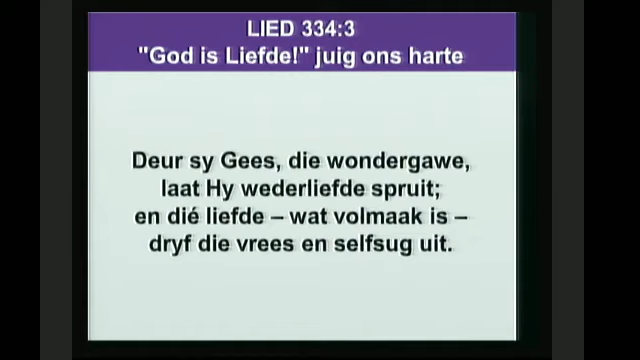 LIED 334:3
"God is Liefde!" juig ons harte
Deur sy Gees, die wondergawe,
laat Hy wederliefde spruit;
en dié liefde – wat volmaak is –
dryf die vrees en selfsug uit.